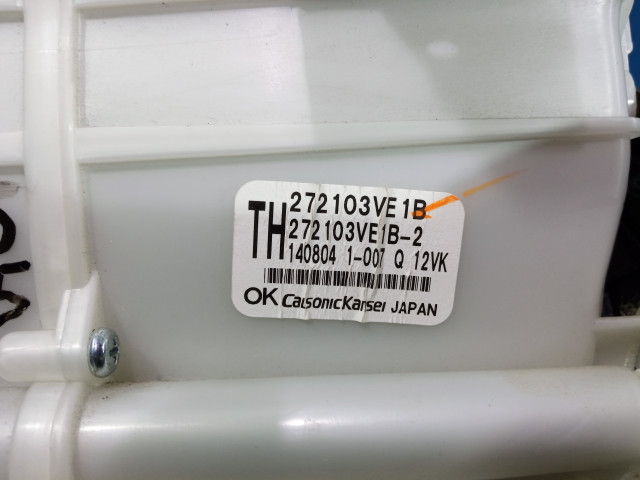 272103VE1B
TH 272103VE1B-2
140804 1-007 Q 12VK
OK CalsonicKansei JAPAN